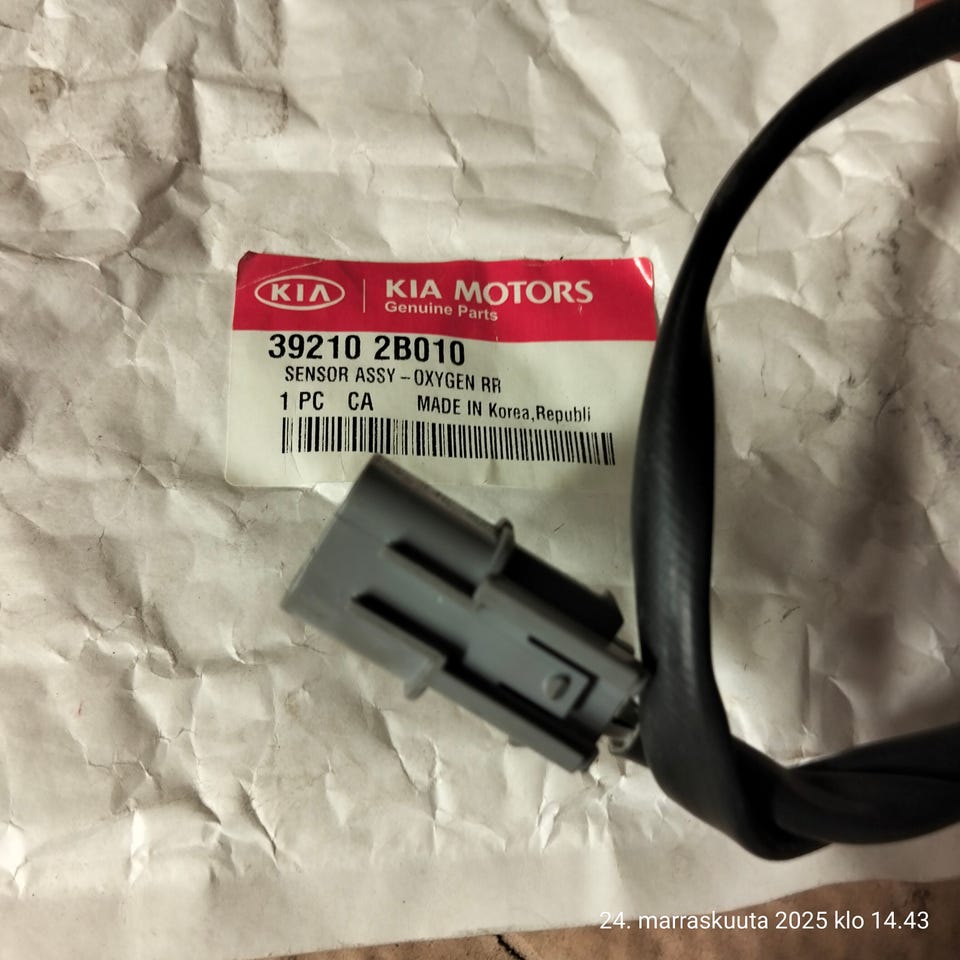 KIA KIA MOTORS
Genuine Parts
39210 2B010
SENSOR ASSY-OXYGEN RR
1 PC CA MADE IN Korea,Republi
24. marraskuuta 2025 klo 14.43